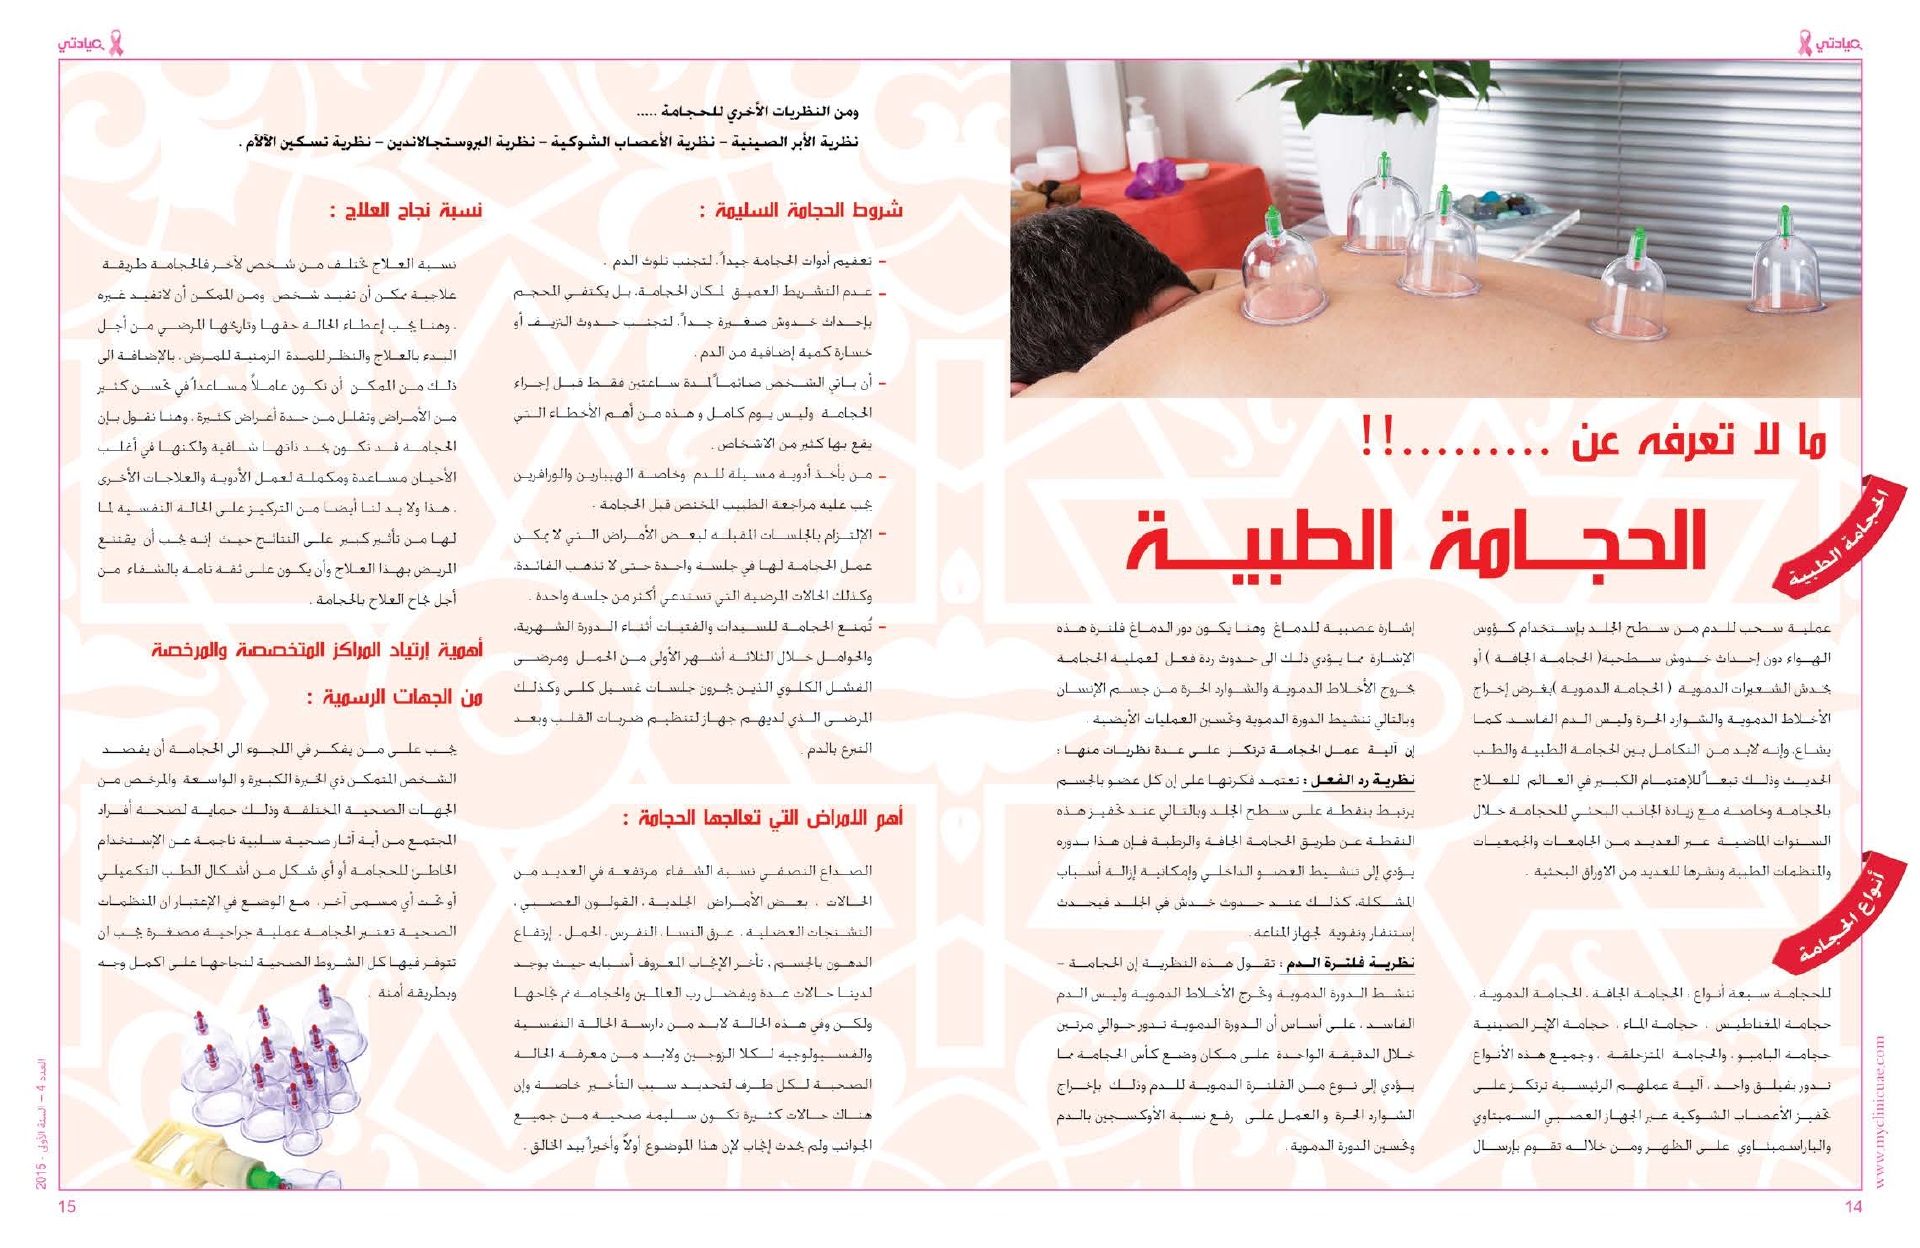 عيادتي
ما لا تعرفه عن .........!!
الحجـــامة الطبيـــة
الحجامة الطبية
عملية سحب للدم من سطح الجلد بإستخدام كؤوس
الهواء دون إحداث خدوش سطحية( الحجامة الجافة ) أو
بخدش الشعيرات الدموية ( الحجامة الدموية )بغرض إخراج
الأخلاط الدموية والشوارد الحرة وليس الدم الفاسد، كما
يشاع، وإنه لابد من التكامل بين الحجامة الطبية والطب
الحديث وذلك تبعاً للإهتمام الكبير في العالم للعلاج
بالحجامة وخاصة مع زيادة الجانب البحثي للحجامة خلال
السنوات الماضية عبر العديد من الجامعات والجمعيات
والمنظمات الطبية ونشرها للعديد من الاوراق البحثية .
أنواع الحجامة
للحجامة سبعة أنواع ، الحجامة الجافة ، الحجامة الدموية ،
حجامة المغناطيس ، حجامة الماء ، حجامة الإبر الصينية
حجامة البامبو ، والحجامة المتزحلقة ، وجميع هذه الأنواع
تدور بفيلق واحد ، آلية عملهم الرئيسية ترتكز على
تحفيز الأعصاب الشوكية عبر الجهاز العصبي السمبتاوي
والباراسمبثاوي على الظهر ومن خلاله تقوم بإرسال
إشارة عصبية للدماغ وهنا يكون دور الدماغ فلترة هذه
الإشارة مما يؤدي ذلك الى حدوث ردة فعل لعملية الحجامة
بخروج الأخلاط الدموية والشوارد الحرة من جسم الإنسان
وبالتالي تنشيط الدورة الدموية وتحسين العمليات الأيضية .
إن آلية عمل الحجامة ترتكز على عدة نظريات منها :
نظرية رد الفعل : تعتمد فكرتها على إن كل عضو بالجسم
يرتبط بنقطة على سطح الجلد وبالتالي عند تحفيز هذه
النقطة عن طريق الحجامة الجافة والرطبة فإن هذا بدوره
يؤدي إلى تنشيط العضو الداخلي وإمكانية إزالة أسباب
المشكلة، كذلك عند حدوث خدش في الجلد فيحدث
إستنفار وتقوية لجهاز المناعة.
نظرية فلترة الدم : تقول هذه النظرية إن الحجامة –
تنشط الدورة الدموية وتخرج الأخلاط الدموية وليس الدم
الفاسد ، على أساس أن الدورة الدموية تدور حوالي مرتين
خلال الدقيقة الواحدة على مكان وضع كأس الحجامة مما
يؤدي إلى نوع من الفلترة الدموية للدم وذلك بإخراج
الشوارد الحرة و العمل على رفع نسبة الأوكسجين بالدم
وتحسين الدورة الدموية .
www.myclinicuae.com
14
عيادتي
ومن النظريات الأخري للحجامة .....
نظرية الأبر الصينية – نظرية الأعصاب الشوكية – نظرية البروستجالاندين – نظرية تسكين الآلآم .
شروط الحجامة السليمة :
– تعقيم أدوات الحجامة جيداً، لتجنب تلوث الدم .
– عدم التشريط العميق لمكان الحجامة، بل يكتفي المحجم
بإحداث خدوش صغيرة جداً، لتجنب حدوث النزيف أو
خسارة كمية إضافية من الدم .
– أن ياتي الشخص صائماً لمدة ساعتين فقط قبل إجراء
الحجامة وليس يوم كامل و هذه من أهم الأخطاء التي
يقع بها كثير من الاشخاص .
– من يأخذ أدوية مسيلة للدم وخاصة الهيبارين والورافرين
يجب عليه مراجعة الطبيب المختص قبل الحجامة .
– الإلتزام بالجلسات المقبلة لبعض الأمراض التي لا يمكن
عمل الحجامة لها في جلسة واحدة حتى لا تذهب الفائدة،
وكذلك الحالات المرضية التي تستدعي أكثر من جلسة واحدة .
– تُمنع الحجامة للسيدات والفتيات أثناء الدورة الشهرية،
والحوامل خلال الثلاثة أشهر الأولى من الحمل ومرضى
الفشل الكلوي الذين يجرون جلسات غسيل كلى وكذلك
المرضى الذي لديهم جهاز لتنظيم ضربات القلب وبعد
التبرع بالدم .
أهم الامراض التي تعالجها الحجامة :
الصداع النصفي نسبة الشفاء مرتفعة في العديد من
الحالات ، بعض الأمراض الجلدية ، القولون العصبي ،
التشنجات العضلية ، عرق النسا ، النقرس ، الحمل ، إرتفاع
الدهون بالجسم ، تأخر الإنجاب المعروف أسبابه حيث يوجد
لدينا حالات عدة وبفضل رب العالمين والحجامة تم نجاحها
ولكن وفي هذه الحالة لابد من دارسة الحالة النفسية
والفسيولوجية لكلا الزوجين ولابد من معرفة الحالة
الصحية لكل طرف لتحديد سبب التأخير خاصة وإن
هناك حالات كثيرة تكون سليمة صحية من جميع
الجوانب ولم يحدث إنجاب لإن هذا الموضوع أولاً وأخيراً بيد الخالق .
نسبة نجاح العلاج :
نسبة العلاج تختلف من شخص لآخر فالحجامة طريقة
علاجية يمكن أن تفيد شخص ومن الممكن أن لاتفيد غيره
، وهنا يجب إعطاء الحالة حقها وتاريخها المرضي من أجل
البدء بالعلاج والنظر للمدة الزمنية للمرض ، بالإضافة الى
ذلك من الممكن أن تكون عاملاً مساعداً في تحسن كثير
من الأمراض وتقلل من حدة أعراض كثيرة ، وهنا نقول بإن
الحجامة قد تكون بحد ذاتها شافية ولكنها في أغلب
الأحيان مساعدة ومكملة لعمل الأدوية والعلاجات الأخرى
، هذا ولا بد لنا أيضا من التركيز على الحالة النفسية لما
لها من تأثير كبير على النتائج حيث إنه يجب أن يقتنع
المريض بهذا العلاج وأن يكون على ثقة تامة بالشفاء من
أجل نجاح العلاج بالحجامة .
أهمية إرتياد المراكز المتخصصة والمرخصة
من الجهات الرسمية :
يجب على من يفكر في اللجوء الى الحجامة أن يقصد
الشخص المتمكن ذي الخبرة الكبيرة و الواسعة والمرخص من
الجهات الصحية المختلفة وذلك حماية لصحة أفراد
المجتمع من أية آثار صحية سلبية ناجمة عن الإستخدام
الخاطئ للحجامة أو أي شكل من أشكال الطب التكميلي
أو تحت أي مسمى آخر ، مع الوضع في الإعتبار ان المنظمات
الصحية تعتبر الحجامة عملية جراحية مصغرة يجب ان
تتوفر فيها كل الشروط الصحية لنجاحها على اكمل وجه
وبطريقة أمنة .
العدد 4 – السنة الأولى - 2015
15